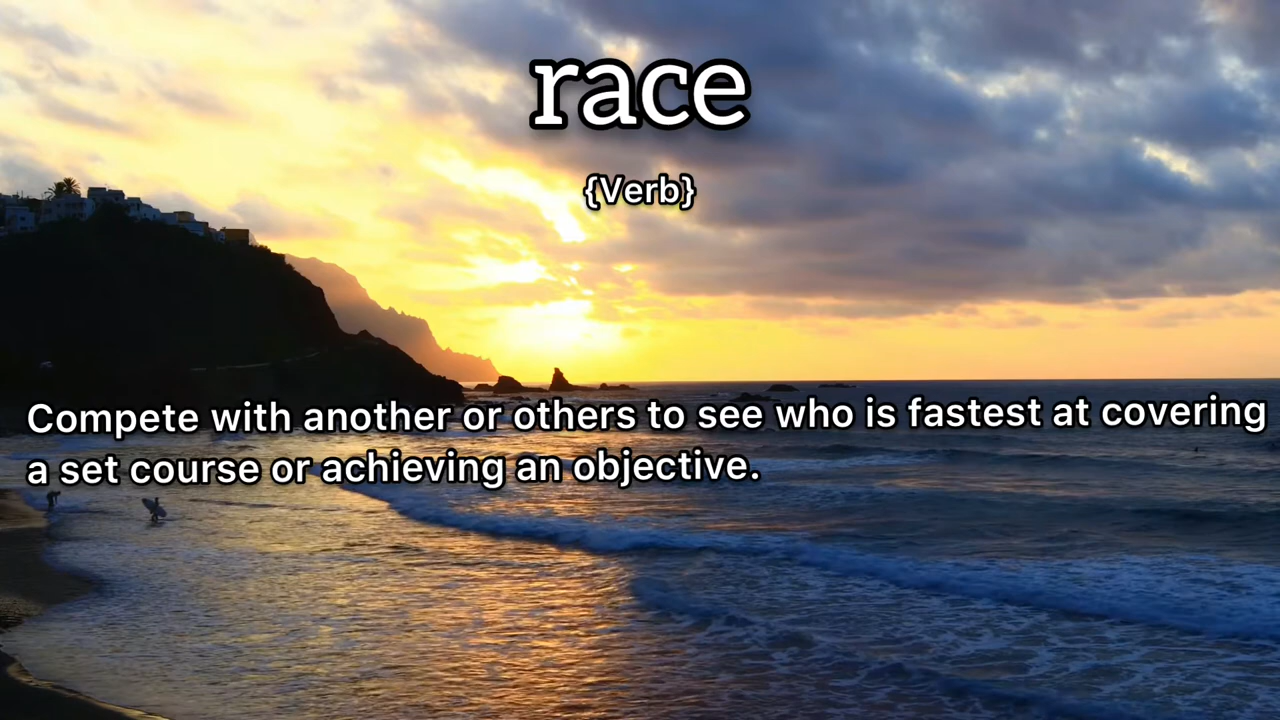 race
{Verb}
Compete with another or others to see who is fastest at covering
a set course or achieving an objective.